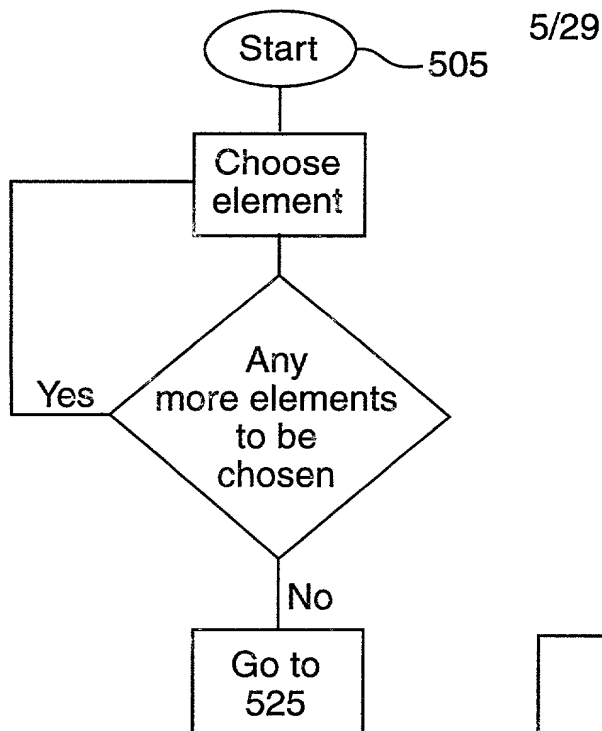 5/29
Start
505
Choose
element
Any
more elements
to be
chosen
Yes
No
Go to
525